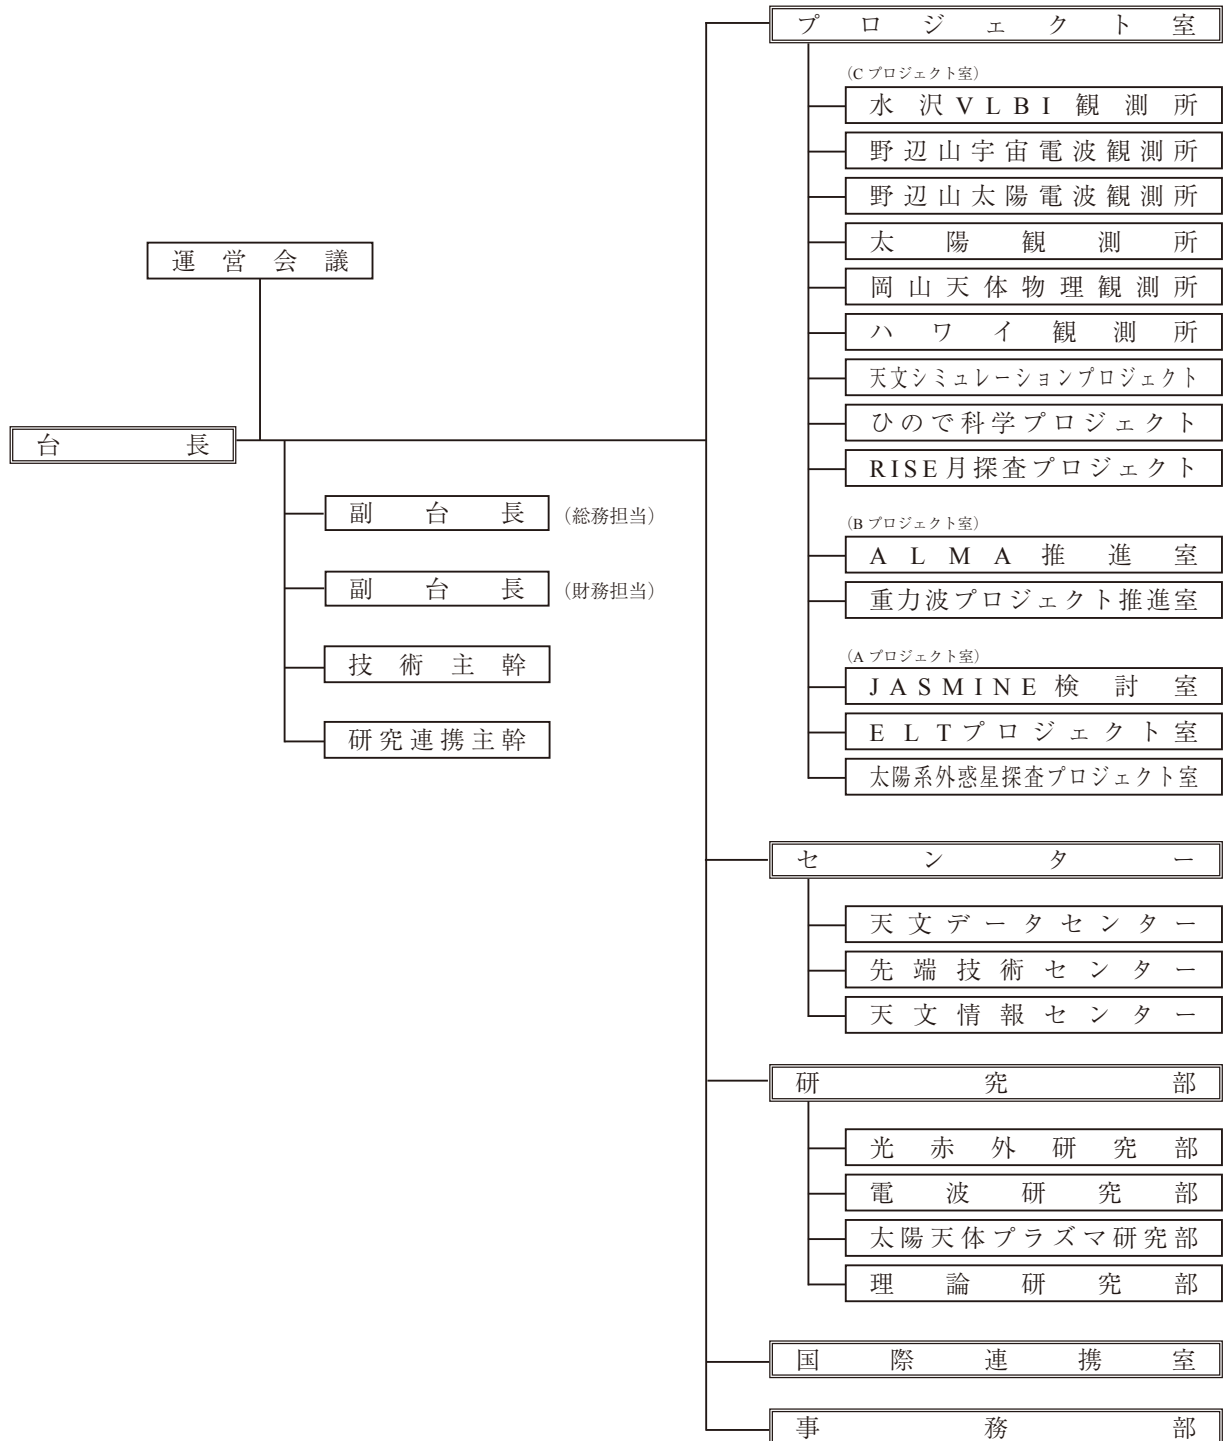 運営会議
台長
副台長（総務担当）
副台長（財務担当）
技術主幹
研究連携主幹
プロジェクト室
（C プロジェクト室）
水沢VLBI観測所
野辺山宇宙電波観測所
野辺山太陽電波観測所
太陽観測所
岡山天体物理観測所
ハワイ観測所
天文シミュレーションプロジェクト
ひので科学プロジェクト
RISE月探査プロジェクト
（B プロジェクト室）
ALMA推進室
重力波プロジェクト推進室
（A プロジェクト室）
JASMINE検討室
ELTプロジェクト室
太陽系外惑星探査プロジェクト室
センター
天文データセンター
先端技術センター
天文情報センター
研究部
光赤外研究部
電波研究部
太陽天体プラズマ研究部
理論研究部
国際連携室
事務部